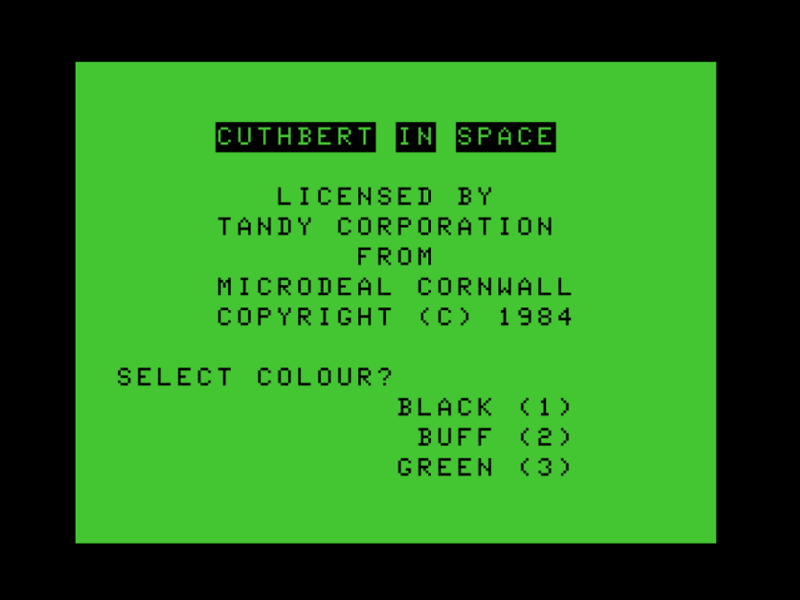 CUTHBERT IN SPACE
LICENSED BY
TANDY CORPORATION
FROM
MICRODEAL CORNWALL
COPYRIGHT (C) 1984
SELECT COLOUR?
BLACK (1)
BUFF (2)
GREEN (3)